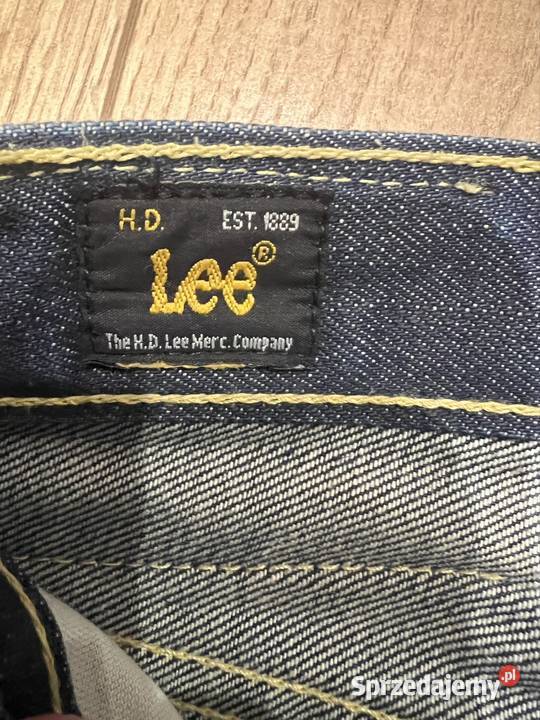 H.D. EST. 1889
Lee®
The H.D. Lee Merc. Company
Sprzedajemy.pl